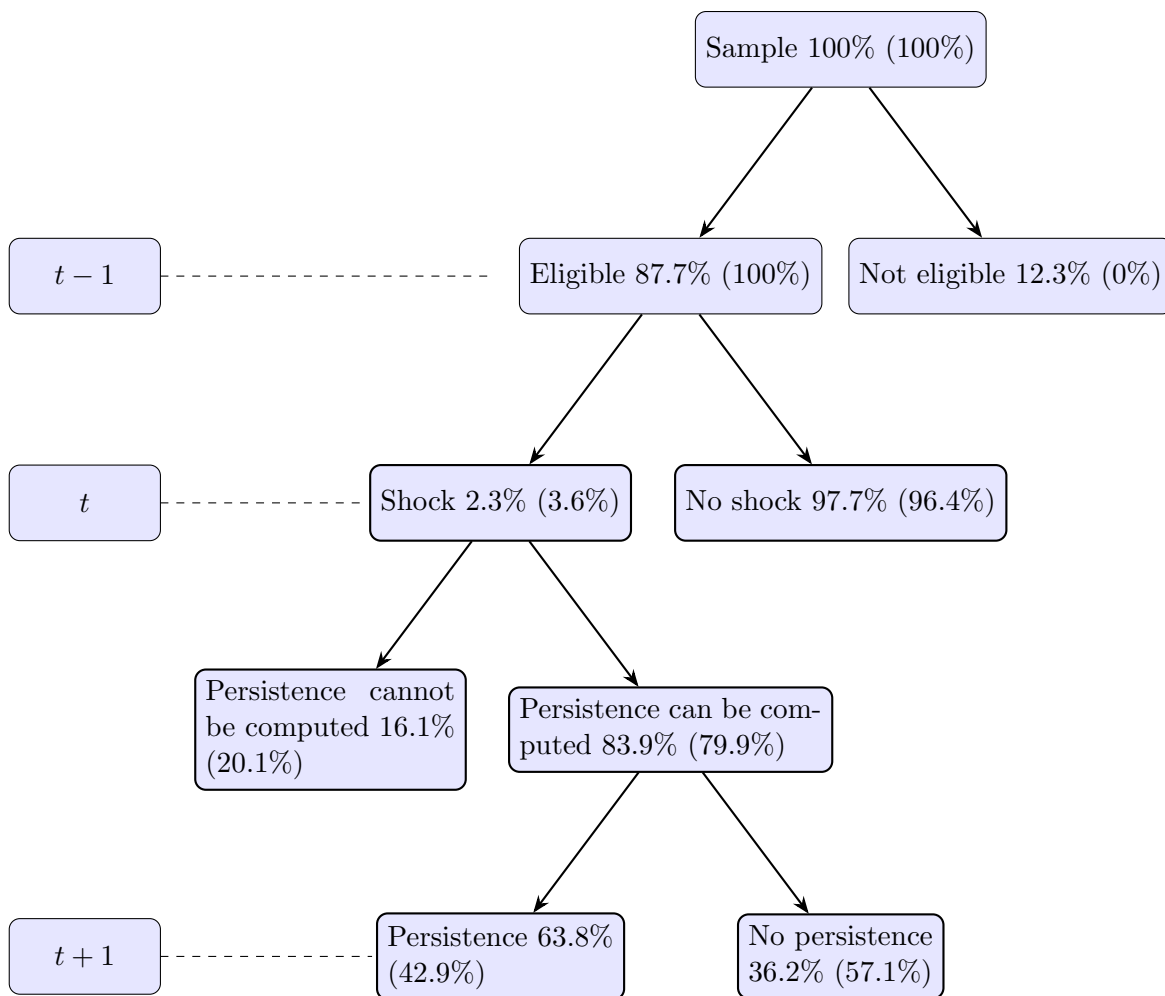 Sample 100% (100%)
t − 1
Eligible 87.7% (100%)
Not eligible 12.3% (0%)
t
Shock 2.3% (3.6%)
No shock 97.7% (96.4%)
Persistence cannot
be computed 16.1%
(20.1%)
Persistence can be com-
puted 83.9% (79.9%)
t + 1
Persistence 63.8%
(42.9%)
No persistence
36.2% (57.1%)